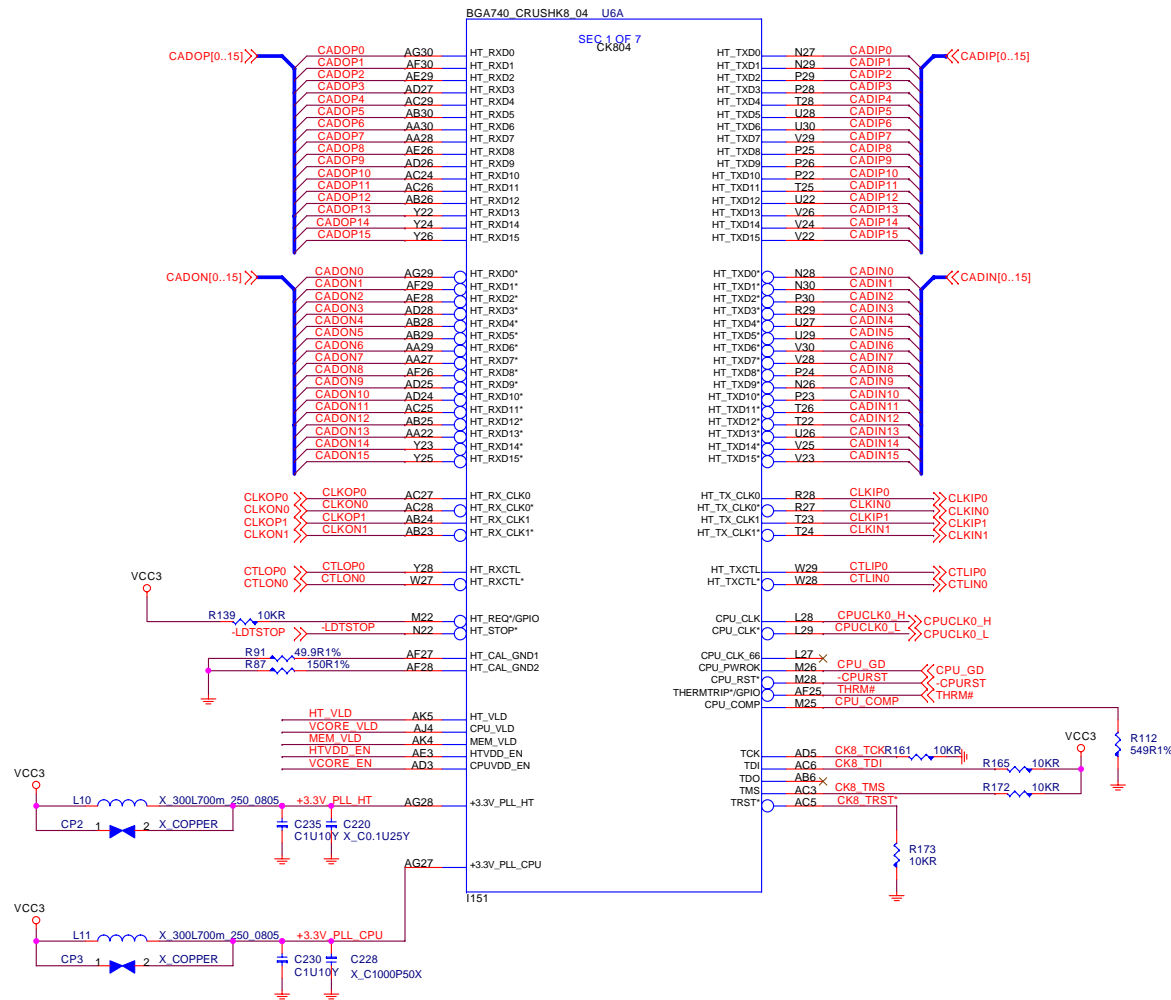 BGA740_CRUSHK8_04 U6A
SEC 1 OF 7
CK804
CADOP[0..15]
CADOP0 AG30 HT_RXD0
CADOP1 AF30 HT_RXD1
CADOP2 AE29 HT_RXD2
CADOP3 AD27 HT_RXD3
CADOP4 AC29 HT_RXD4
CADOP5 AB30 HT_RXD5
CADOP6 AA30 HT_RXD6
CADOP7 AA28 HT_RXD7
CADOP8 AE26 HT_RXD8
CADOP9 AD26 HT_RXD9
CADOP10 AC24 HT_RXD10
CADOP11 AC26 HT_RXD11
CADOP12 AB26 HT_RXD12
CADOP13 Y22 HT_RXD13
CADOP14 Y24 HT_RXD14
CADOP15 Y26 HT_RXD15
CADIP[0..15]
HT_TXD0 N27 CADIP0
HT_TXD1 N29 CADIP1
HT_TXD2 P29 CADIP2
HT_TXD3 P28 CADIP3
HT_TXD4 T28 CADIP4
HT_TXD5 U28 CADIP5
HT_TXD6 U30 CADIP6
HT_TXD7 V29 CADIP7
HT_TXD8 P25 CADIP8
HT_TXD9 P26 CADIP9
HT_TXD10 P22 CADIP10
HT_TXD11 T25 CADIP11
HT_TXD12 U22 CADIP12
HT_TXD13 V26 CADIP13
HT_TXD14 V24 CADIP14
HT_TXD15 V22 CADIP15
CADON[0..15]
CADON0 AG29 HT_RXD0*
CADON1 AF29 HT_RXD1*
CADON2 AE28 HT_RXD2*
CADON3 AD28 HT_RXD3*
CADON4 AB28 HT_RXD4*
CADON5 AB29 HT_RXD5*
CADON6 AA29 HT_RXD6*
CADON7 AA27 HT_RXD7*
CADON8 AF26 HT_RXD8*
CADON9 AD25 HT_RXD9*
CADON10 AD24 HT_RXD10*
CADON11 AC25 HT_RXD11*
CADON12 AB25 HT_RXD12*
CADON13 AA22 HT_RXD13*
CADON14 Y23 HT_RXD14*
CADON15 Y25 HT_RXD15*
CADIN[0..15]
HT_TXD0* N28 CADIN0
HT_TXD1* N30 CADIN1
HT_TXD2* P30 CADIN2
HT_TXD3* R29 CADIN3
HT_TXD4* U27 CADIN4
HT_TXD5* U29 CADIN5
HT_TXD6* V30 CADIN6
HT_TXD7* V28 CADIN7
HT_TXD8* P24 CADIN8
HT_TXD9* N26 CADIN9
HT_TXD10* P23 CADIN10
HT_TXD11* T26 CADIN11
HT_TXD12* T22 CADIN12
HT_TXD13* U26 CADIN13
HT_TXD14* V25 CADIN14
HT_TXD15* V23 CADIN15
CLKOP0 CLKOP0 AC27 HT_RX_CLK0
CLKON0 CLKON0 AC28 HT_RX_CLK0*
CLKOP1 CLKOP1 AB24 HT_RX_CLK1
CLKON1 CLKON1 AB23 HT_RX_CLK1*
HT_TX_CLK0 R28 CLKIP0 CLKIP0
HT_TX_CLK0* R27 CLKIN0 CLKIN0
HT_TX_CLK1 T23 CLKIP1 CLKIP1
HT_TX_CLK1* T24 CLKIN1 CLKIN1
CTLOP0 CTLOP0 Y28 HT_RXCTL
CTLON0 CTLON0 W27 HT_RXCTL*
HT_TXCTL W29 CTLIP0 CTLIP0
HT_TXCTL* W28 CTLIN0 CTLIN0
VCC3
R139 10KR M22 HT_REQ*/GPIO
-LDTSTOP -LDTSTOP N22 HT_STOP*
R91 49.9R1% AF27 HT_CAL_GND1
R87 150R1% AF28 HT_CAL_GND2
CPU_CLK L28 CPUCLK0_H CPUCLK0_H
CPU_CLK* L29 CPUCLK0_L CPUCLK0_L
CPU_CLK_66 L27
CPU_PWROK M26 CPU_GD CPU_GD
CPU_RST* M28 -CPURST -CPURST
THERMTRIP*/GPIO AF25 THRM# THRM#
CPU_COMP M25 CPU_COMP
R112
549R1%
HT_VLD AK5 HT_VLD
VCORE_VLD AJ4 CPU_VLD
MEM_VLD AK4 MEM_VLD
HTVDD_EN AE3 HTVDD_EN
VCORE_EN AD3 CPUVDD_EN
VCC3
TCK AD5 CK8_TCK R161 10KR
TDI AC6 CK8_TDI R165 10KR
TDO AB6
TMS AC3 CK8_TMS R172 10KR
TRST* AC5 CK8_TRST*
R173
10KR
VCC3
L10 X_300L700m_250_0805 +3.3V_PLL_HT AG28 +3.3V_PLL_HT
CP2 1 2 X_COPPER
C235
C1U10Y
C220
X_C0.1U25Y
AG27 +3.3V_PLL_CPU
I151
VCC3
L11 X_300L700m_250_0805 +3.3V_PLL_CPU
CP3 1 2 X_COPPER
C230
C1U10Y
C228
X_C1000P50X